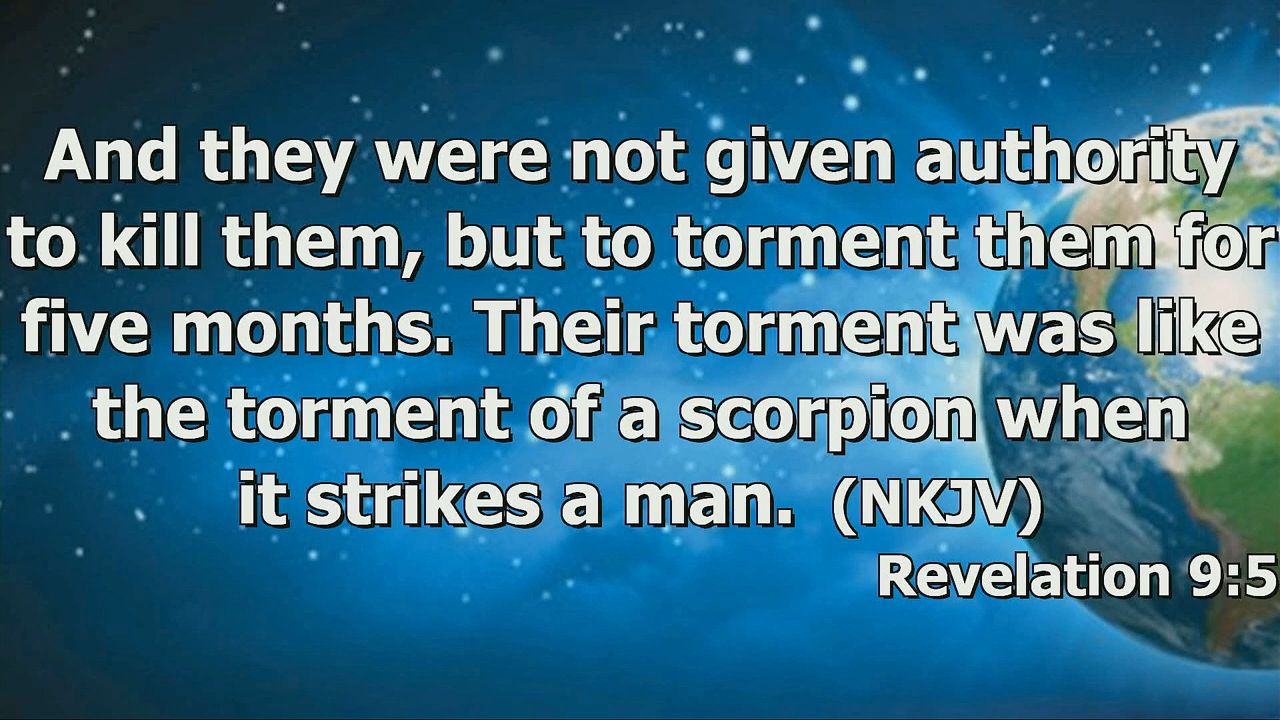 And they were not given authority
to kill them, but to torment them for
five months. Their torment was like
the torment of a scorpion when
it strikes a man. (NKJV)
Revelation 9:5